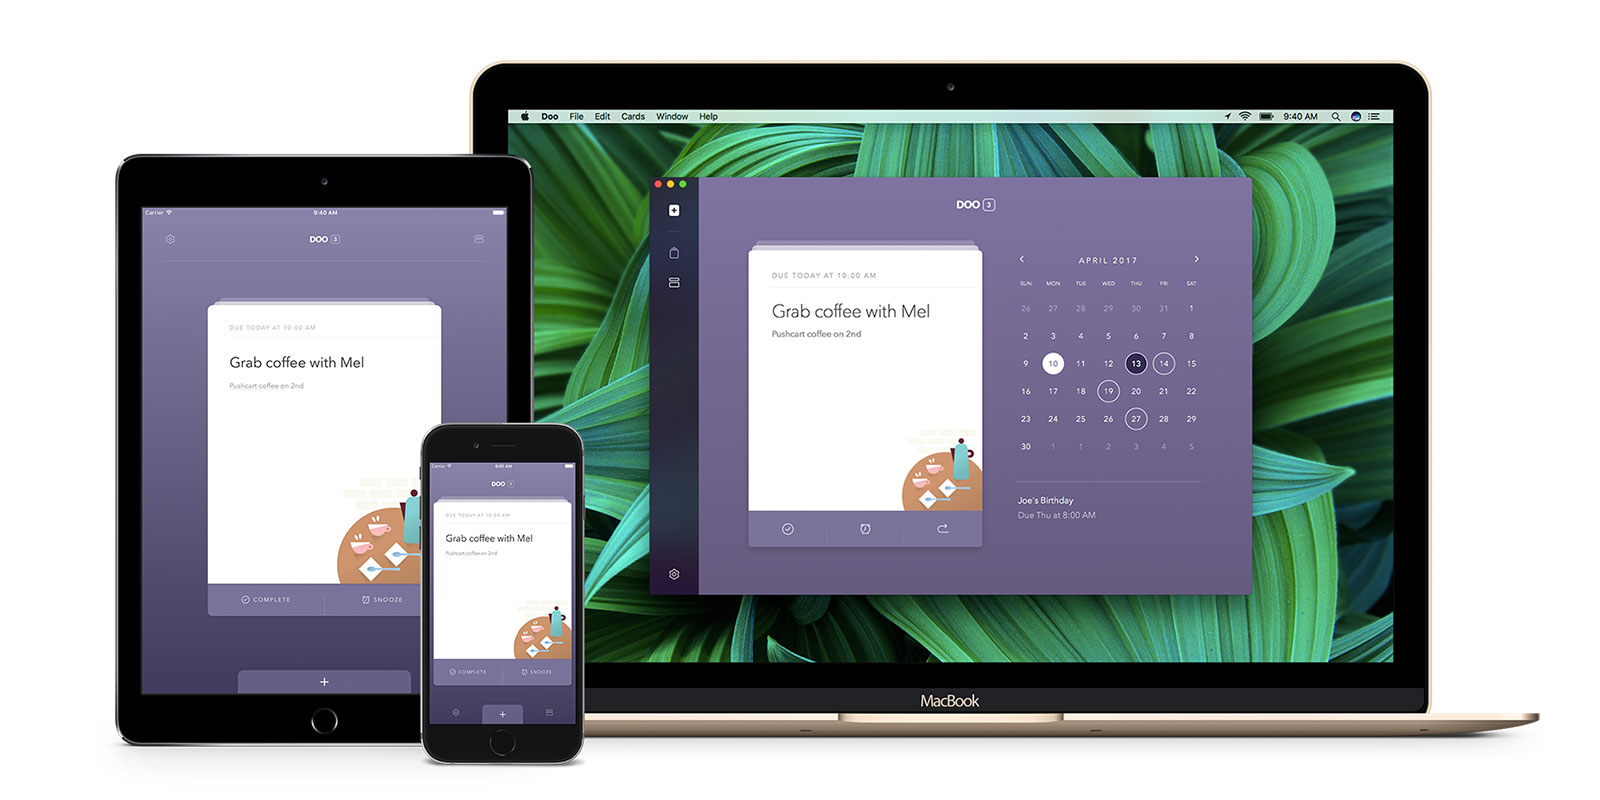 Doo File Edit Cards Window Help 9:40 AM
DOO 3
DUE TODAY AT 10:00 AM
Grab coffee with Mel
Pushcart coffee on 2nd
APRIL 2017
SUN MON TUE WED THU FRI SAT
26 27 28 29 30 31 1
2 3 4 5 6 7 8
9 10 11 12 13 14 15
16 17 18 19 20 21 22
23 24 25 26 27 28 29
30 1 1 2 3 4 5
Joe's Birthday
Due Thu at 8:00 AM
MacBook
Carrier 9:40 AM
DOO 3
DUE TODAY AT 10:00 AM
Grab coffee with Mel
Pushcart coffee on 2nd
COMPLETE SNOOZE
+
Carrier 9:40 AM
DOO 3
DUE TODAY AT 10:00 AM
Grab coffee with Mel
Pushcart coffee on 2nd
COMPLETE SNOOZE
+